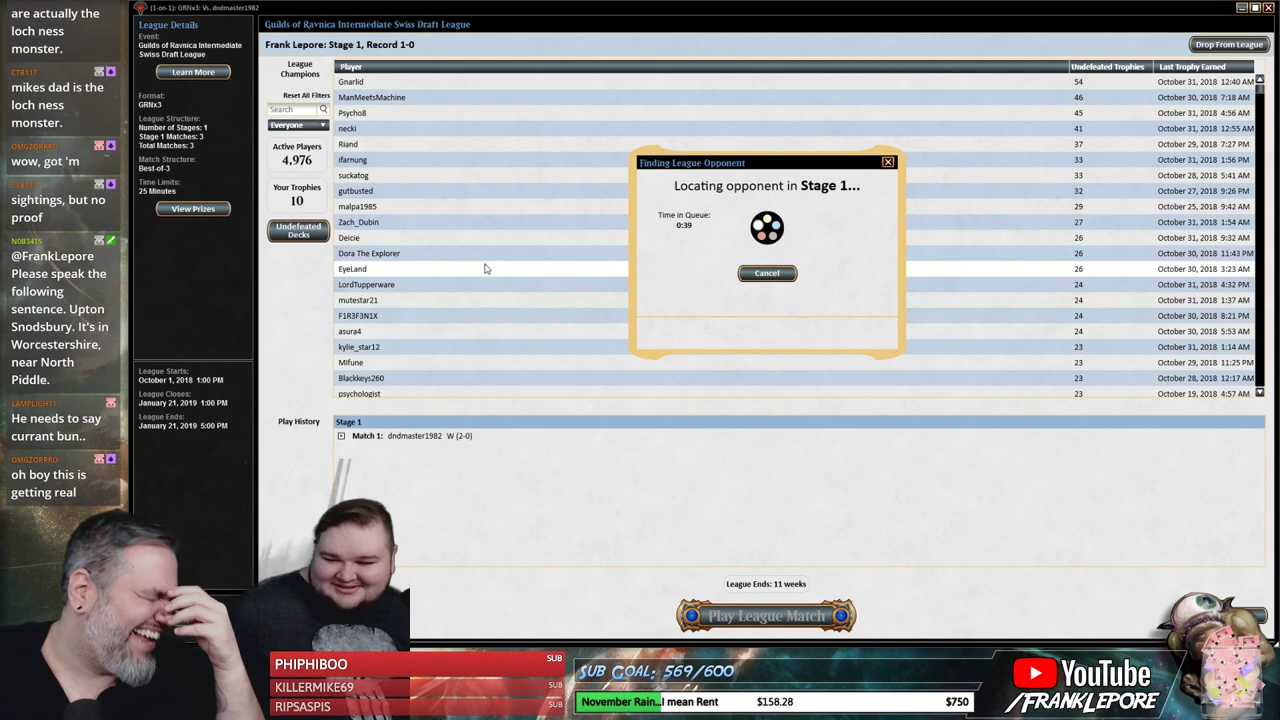 are actually the
loch ness
monster.
CTB117
mikes dad is the
loch ness
monster.
OMGZORRRO
wow, got 'm
CTB117
sightings, but no
proof
N0B34TS
@FrankLepore
Please speak the
following
sentence. Upton
Snodsbury. It's in
Worcestershire,
near North
Piddle.
LAMPLIGHT1
He needs to say
currant bun..
OMGZORRRO
oh boy this is
getting real
(1-on-1): GRNx3: Vs. dndmaster1982
League Details
Event:
Guilds of Ravnica Intermediate
Swiss Draft League
Learn More
Format:
GRNx3
League Structure:
Number of Stages: 1
Stage 1 Matches: 3
Total Matches: 3
Match Structure:
Best-of-3
Time Limits:
25 Minutes
View Prizes
League Starts:
October 1, 2018 1:00 PM
League Closes:
January 21, 2019 1:00 PM
League Ends:
January 21, 2019 5:00 PM
Guilds of Ravnica Intermediate Swiss Draft League
Frank Lepore: Stage 1, Record 1-0
Drop From League
League
Champions
Reset All Filters
Search
Everyone
Active Players
4,976
Your Trophies
10
Undefeated
Decks
Player Undefeated Trophies Last Trophy Earned
Gnarlid 54 October 31, 2018 12:40 AM
ManMeetsMachine 46 October 30, 2018 7:18 AM
Psycho8 45 October 31, 2018 4:56 AM
necki 41 October 31, 2018 12:55 AM
Riand 37 October 29, 2018 7:27 PM
ifarnung 33 October 31, 2018 1:56 PM
suckatog 33 October 28, 2018 5:41 AM
gutbusted 32 October 27, 2018 9:26 PM
malpa1985 29 October 25, 2018 9:42 AM
Zach_Dubin 27 October 31, 2018 1:54 AM
Deicie 26 October 31, 2018 9:32 AM
Dora The Explorer 26 October 30, 2018 11:43 PM
EyeLand 26 October 30, 2018 3:23 AM
LordTupperware 24 October 31, 2018 4:32 PM
mutestar21 24 October 31, 2018 1:37 AM
F1R3F3N1X 24 October 30, 2018 8:21 PM
asura4 24 October 30, 2018 5:53 AM
kylie_star12 23 October 31, 2018 1:14 AM
Mifune 23 October 29, 2018 11:25 PM
Blackkeys260 23 October 28, 2018 12:17 AM
psychologist 23 October 19, 2018 4:57 AM
Finding League Opponent
Locating opponent in Stage 1...
Time in Queue:
0:39
Cancel
Play History
Stage 1
Match 1: dndmaster1982 W (2-0)
League Ends: 11 weeks
Play League Match
PHIPHIBOO SUB
KILLERMIKE69 SUB
RIPSASPIS SUB
SUB GOAL: 569/600
November Rain...I mean Rent $158.28 $750
YouTube
/FRANKLEPORE